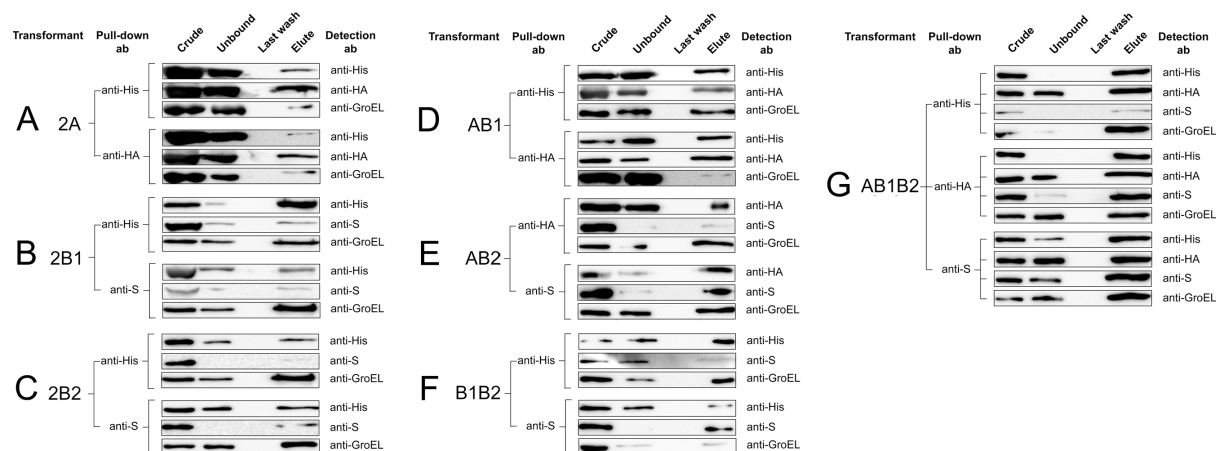 Transcriptant Pull-down ab Crude Unbound Last wash Elute Detection ab
A 2A
anti-His
anti-His
anti-HA
anti-GroEL
anti-HA
anti-His
anti-HA
anti-GroEL
B 2B1
anti-His
anti-His
anti-S
anti-GroEL
anti-S
anti-His
anti-S
anti-GroEL
C 2B2
anti-His
anti-His
anti-S
anti-GroEL
anti-S
anti-His
anti-S
anti-GroEL
Transformant Pull-down ab Crude Unbound Last wash Elute Detection ab
D AB1
anti-His
anti-His
anti-HA
anti-GroEL
anti-HA
anti-His
anti-HA
anti-GroEL
E AB2
anti-HA
anti-HA
anti-S
anti-GroEL
anti-S
anti-HA
anti-S
anti-GroEL
F B1B2
anti-His
anti-His
anti-S
anti-GroEL
anti-S
anti-His
anti-S
anti-GroEL
Transformant Pull-down ab Crude Unbound Last wash Elute Detection ab
G AB1B2
anti-His
anti-His
anti-HA
anti-S
anti-GroEL
anti-HA
anti-His
anti-HA
anti-S
anti-GroEL
anti-S
anti-His
anti-HA
anti-S
anti-GroEL